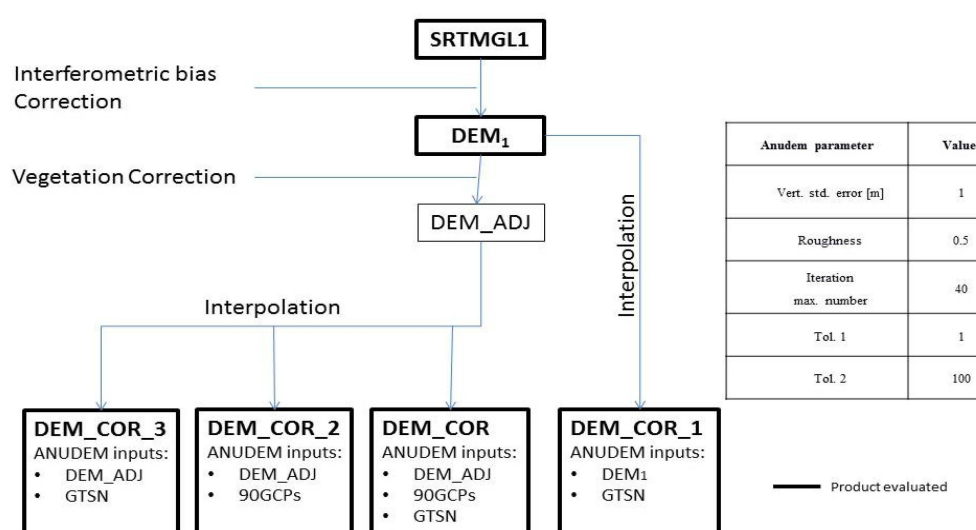 SRTMGL1
Interferometric bias
Correction
DEM₁
Vegetation Correction
DEM_ADJ
Interpolation
Interpolation
DEM_COR_3
ANUDEM inputs:
• DEM_ADJ
• GTSN
DEM_COR_2
ANUDEM inputs:
• DEM_ADJ
• 90GCPs
DEM_COR
ANUDEM inputs:
• DEM_ADJ
• 90GCPs
• GTSN
DEM_COR_1
ANUDEM inputs:
• DEM₁
• GTSN
Anudem parameter Value
Vert. std. error [m] 1
Roughness 0.5
Iteration
max. number 40
Tol. 1 1
Tol. 2 100
Product evaluated